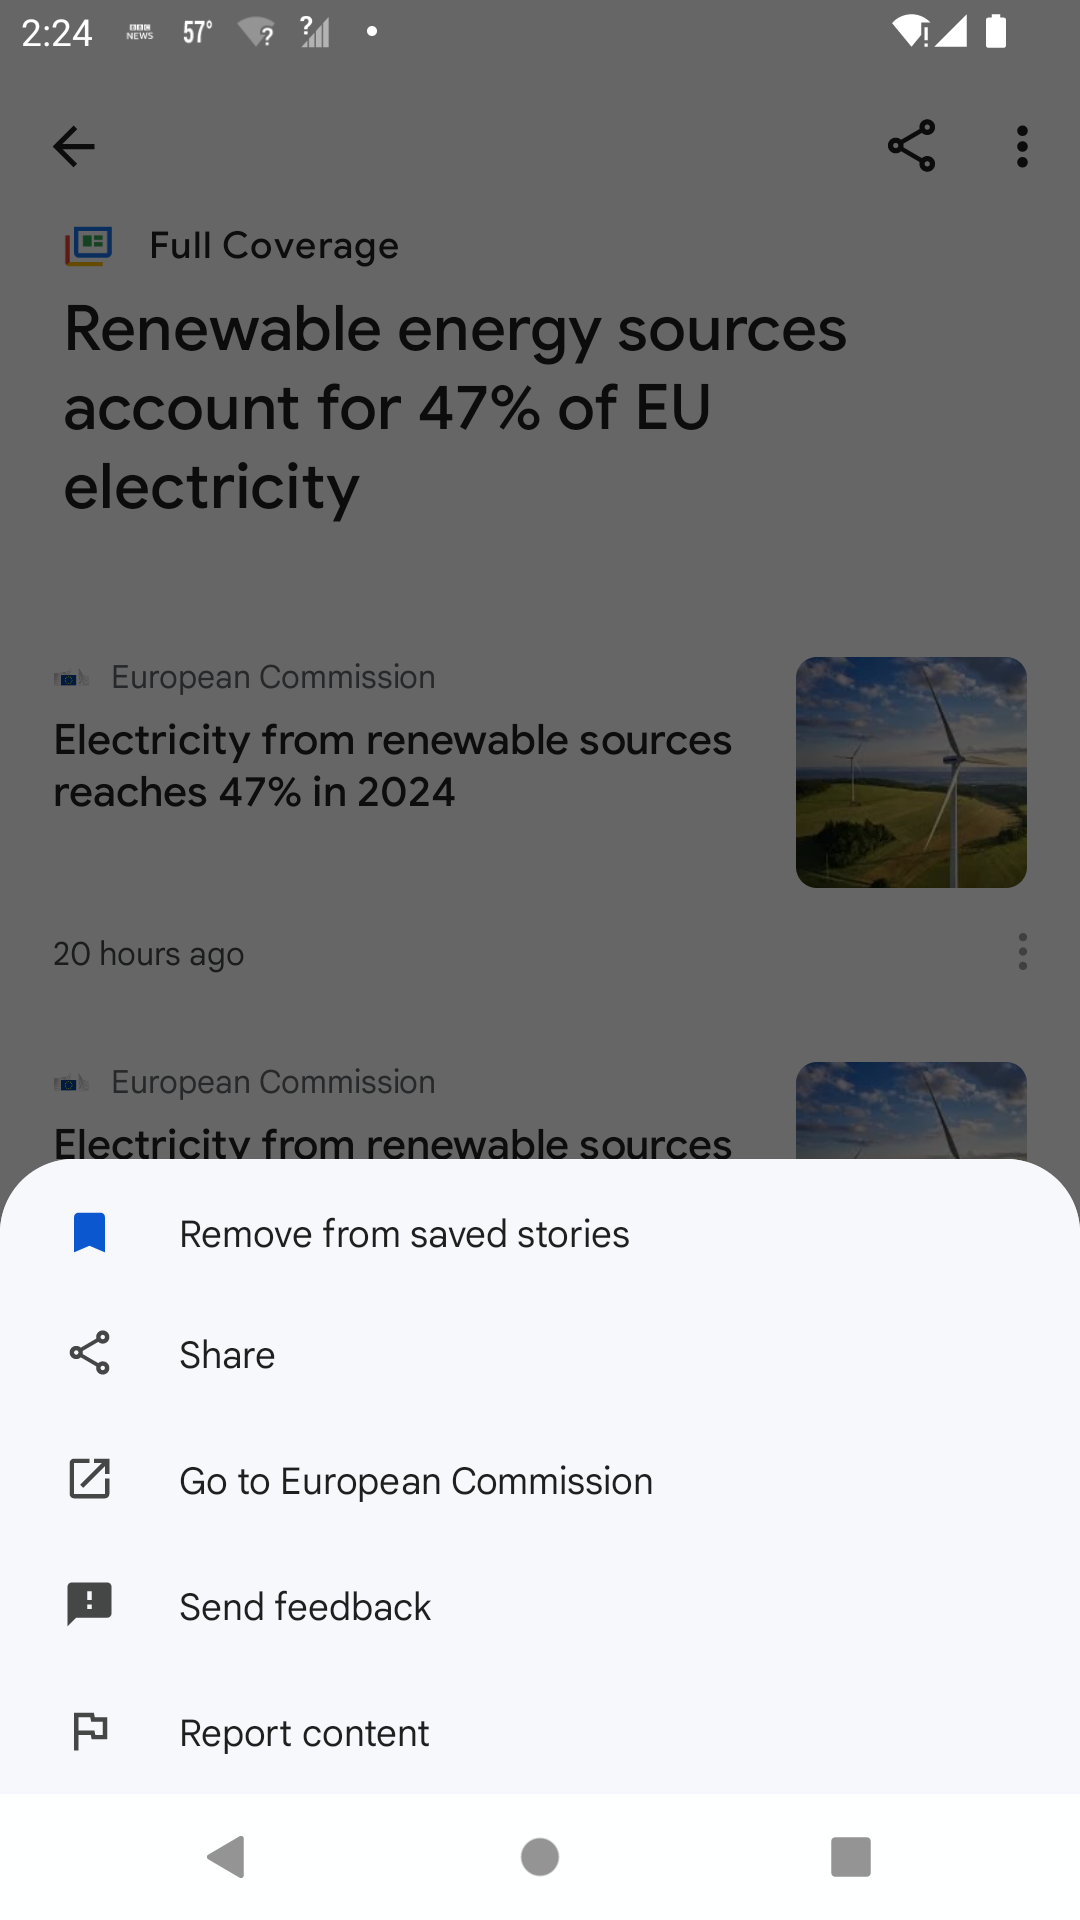 2:24 BBC NEWS 57°
Full Coverage
Renewable energy sources
account for 47% of EU
electricity
European Commission
Electricity from renewable sources
reaches 47% in 2024
20 hours ago
European Commission
Electricity from renewable sources
Remove from saved stories
Share
Go to European Commission
Send feedback
Report content